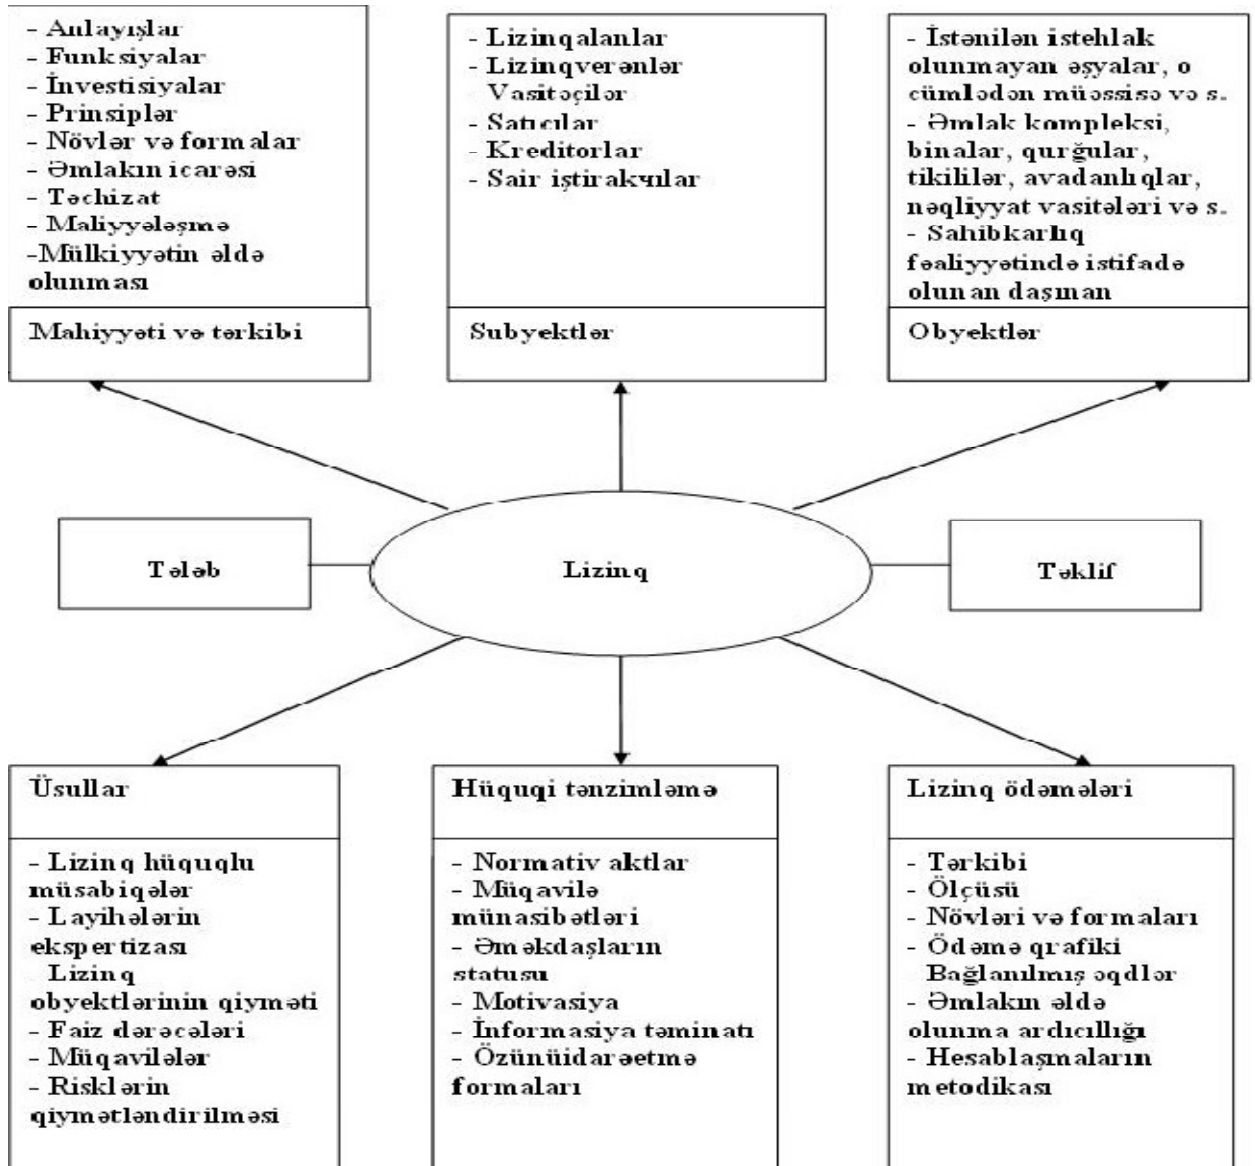 - Anlayışlar
- Funksiyalar
- İnvestisiyalar
- Prinsiplər
- Növlər və formalar
- Əmlakın icarəsi
- Təchizat
- Maliyyələşmə
-Mülkiyyətin əldə
olunması
Mahiyyəti və tərkibi
- Lizinqalanlar
- Lizinqverənlər
Vasitəçilər
- Satıcılar
- Kreditorlar
- Sair iştirakчılar
Subyektlər
- İstənilən istehlak
olunmayan əşyalar, o
cümlədən müəssisə və s.
- Əmlak kompleksi,
binalar, qurğular,
tikililər, avadanlıqlar,
nəqliyyat vasitələri və s.
- Sahibkarlıq
fəaliyyətində istifadə
olunan daşınan
Obyektlər
Tələb
Lizinq
Təklif
Üsullar
- Lizinq hüquqlu
müsabiqələr
- Layihələrin
ekspertizası
Lizinq
obyektlərinin qiyməti
- Faiz dərəcələri
- Müqavilələr
- Risklərin
qiymətləndirilməsi
Hüquqi tənzimləmə
- Normativ aktlar
- Müqavilə
münasibətləri
- Əməkdaşların
statusu
- Motivasiya
- İnformasiya təminatı
- Özünüidarəetmə
formaları
Lizinq ödəmələri
- Tərkibi
- Ölçüsü
- Növləri və formaları
- Ödəmə qrafiki
Bağlanılmış əqdlər
- Əmlakın əldə
olunma ardıcıllığı
- Hesablaşmaların
metodikası